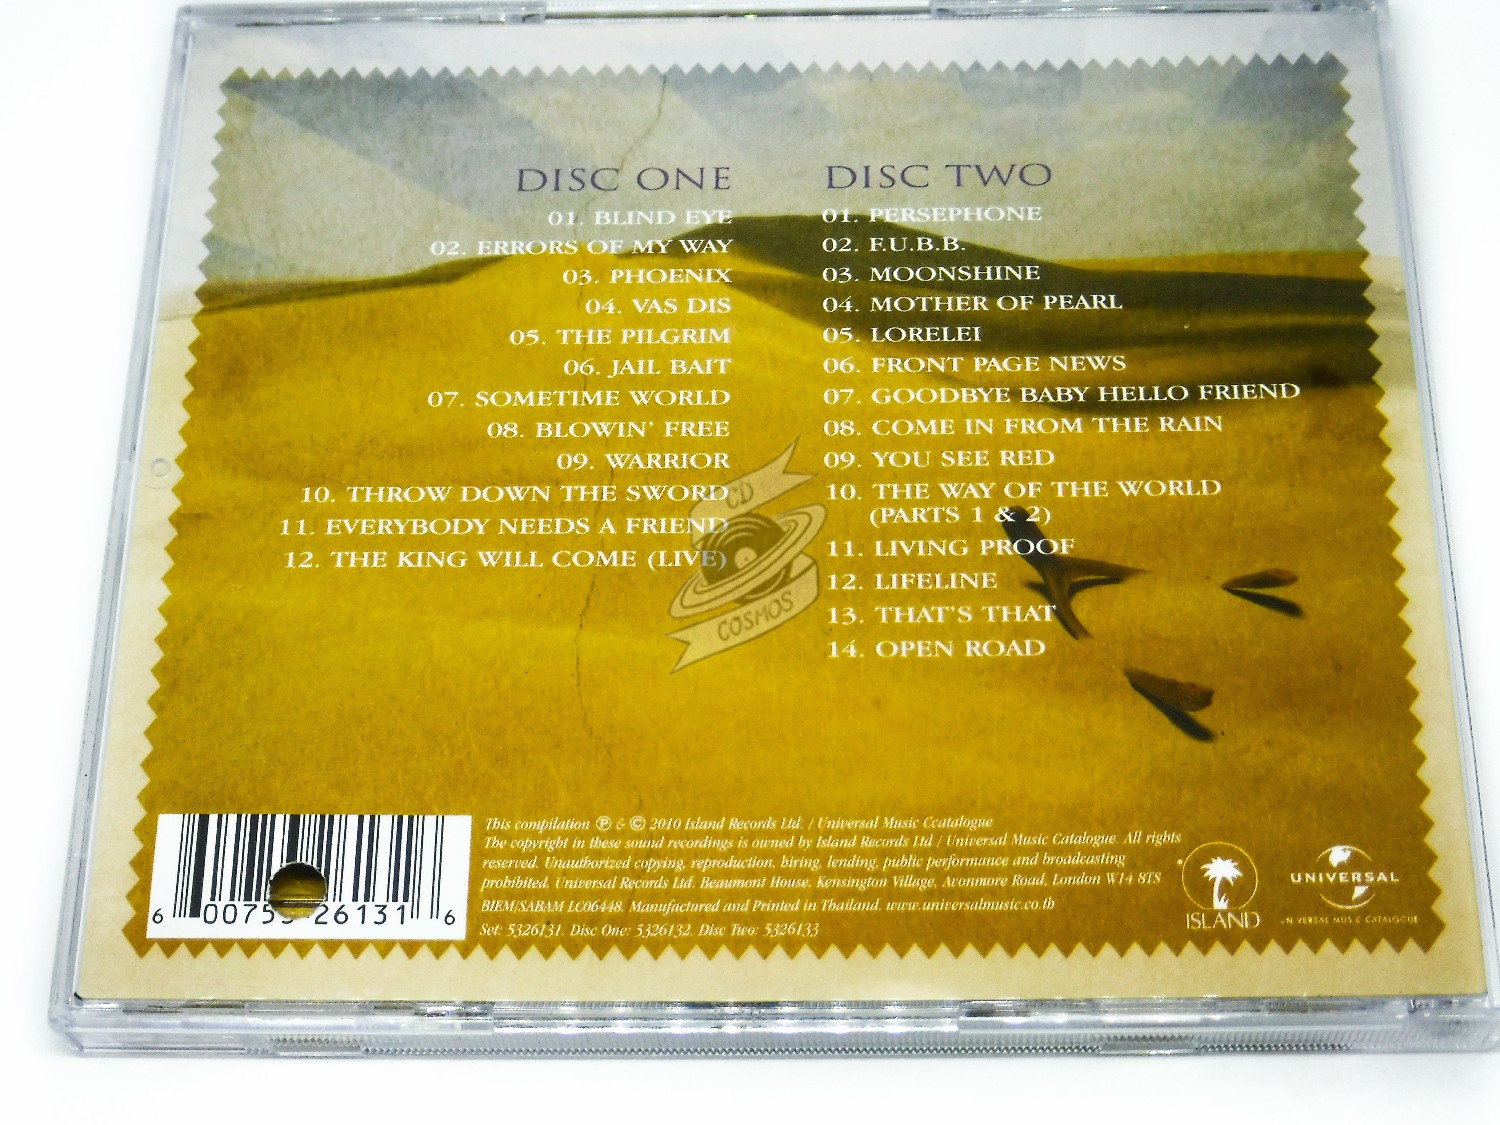 DISC ONE
01. BLIND EYE
02. ERRORS OF MY WAY
03. PHOENIX
04. VAS DIS
05. THE PILGRIM
06. JAIL BAIT
07. SOMETIME WORLD
08. BLOWIN' FREE
09. WARRIOR
10. THROW DOWN THE SWORD
11. EVERYBODY NEEDS A FRIEND
12. THE KING WILL COME (LIVE)
DISC TWO
01. PERSEPHONE
02. F.U.B.B.
03. MOONSHINE
04. MOTHER OF PEARL
05. LORELEI
06. FRONT PAGE NEWS
07. GOODBYE BABY HELLO FRIEND
08. COME IN FROM THE RAIN
09. YOU SEE RED
10. THE WAY OF THE WORLD
(PARTS 1 & 2)
11. LIVING PROOF
12. LIFELINE
13. THAT'S THAT
14. OPEN ROAD
CD
COSMOS
This compilation ℗ & © 2010 Island Records Ltd. / Universal Music Ccatalogue
The copyright in these sound recordings is owned by Island Records Ltd / Universal Music Catalogue. All rights
reserved. Unauthorized copying, reproduction, hiring, lending, public performance and broadcasting
prohibited. Universal Records Ltd. Beaumont House, Kensington Village, Avonmore Road, London W14 8TS
BIEM/SABAM LC06448. Manufactured and Printed in Thailand. www.universalmusic.co.th
Set: 5326131. Disc One: 5326132. Disc Two: 5326133
6 00753 26131 6
ISLAND
UNIVERSAL
UNIVERSAL MUSIC CATALOGUE